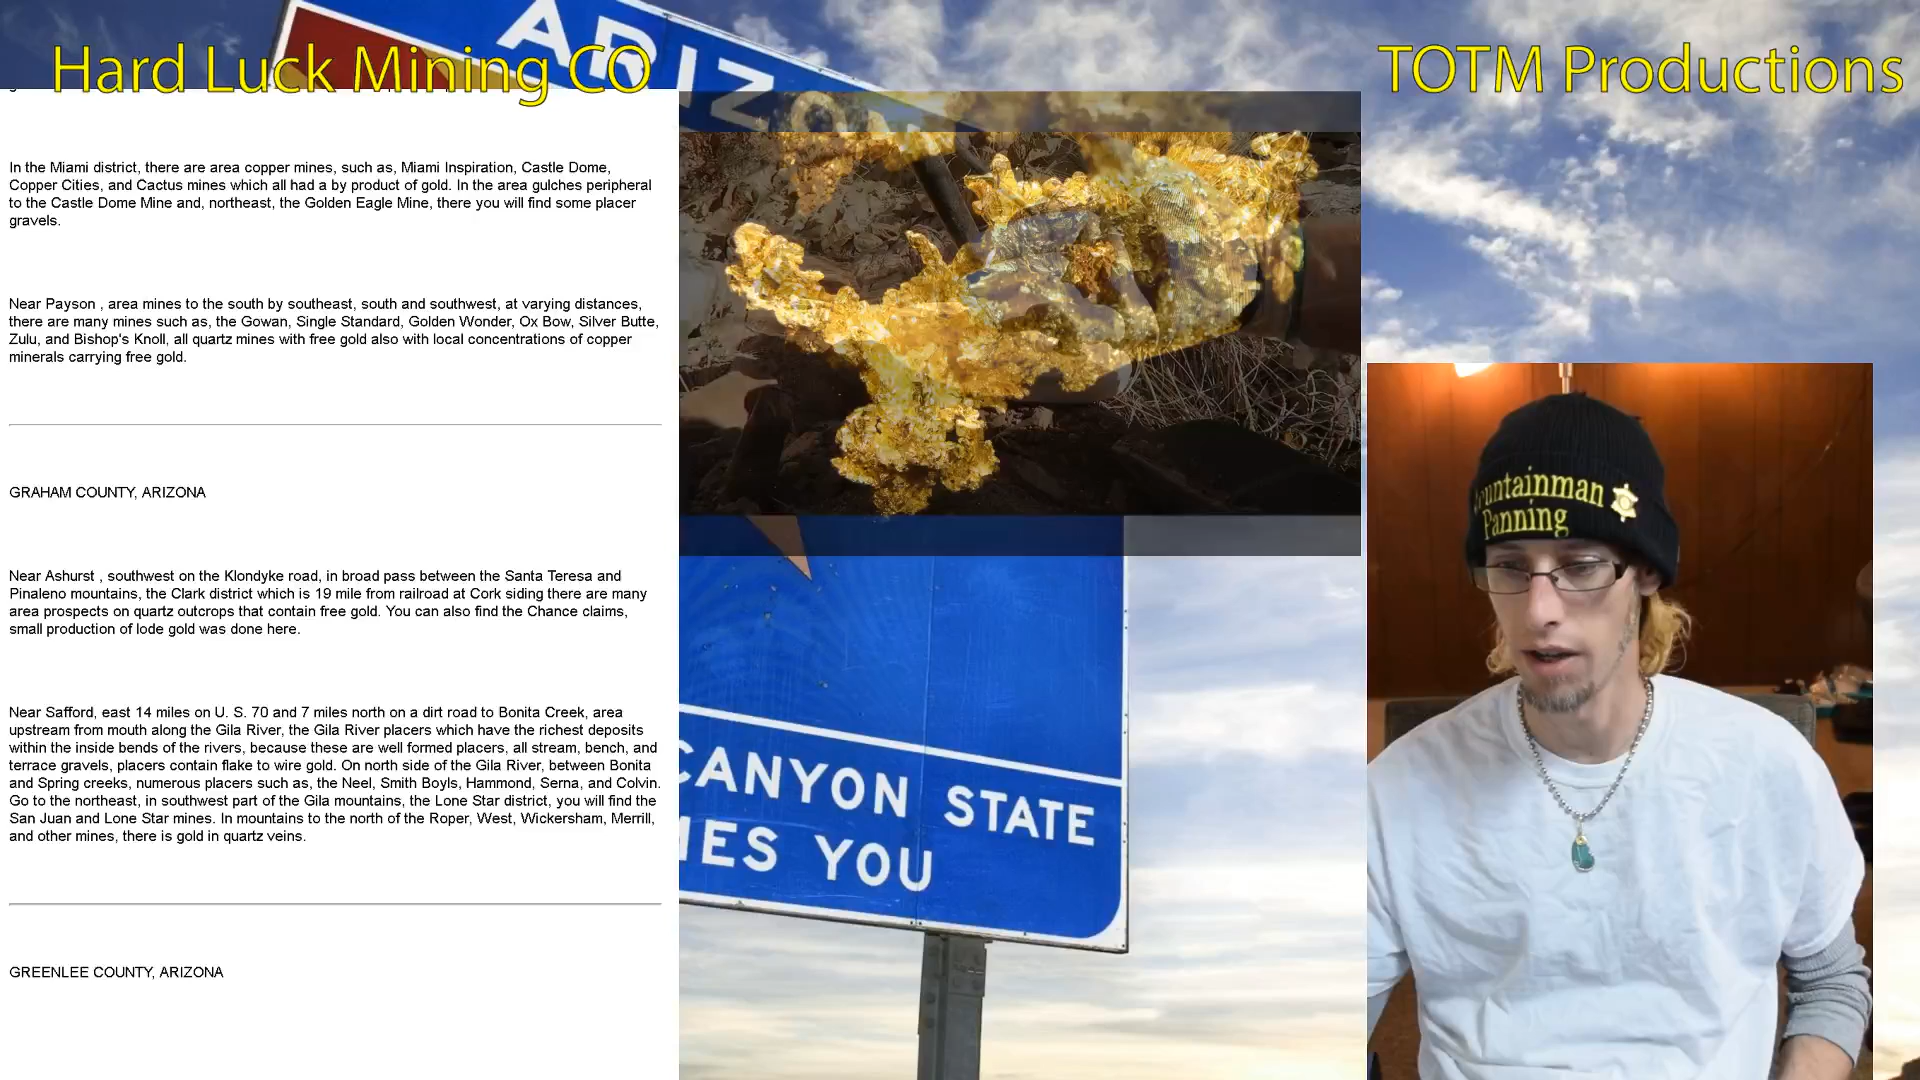 Hard Luck Mining CO
TOTM Productions
ARIZ
In the Miami district, there are area copper mines, such as, Miami Inspiration, Castle Dome,
Copper Cities, and Cactus mines which all had a by product of gold. In the area gulches peripheral
to the Castle Dome Mine and, northeast, the Golden Eagle Mine, there you will find some placer
gravels.
Near Payson , area mines to the south by southeast, south and southwest, at varying distances,
there are many mines such as, the Gowan, Single Standard, Golden Wonder, Ox Bow, Silver Butte,
Zulu, and Bishop's Knoll, all quartz mines with free gold also with local concentrations of copper
minerals carrying free gold.
GRAHAM COUNTY, ARIZONA
Near Ashurst , southwest on the Klondyke road, in broad pass between the Santa Teresa and
Pinaleno mountains, the Clark district which is 19 mile from railroad at Cork siding there are many
area prospects on quartz outcrops that contain free gold. You can also find the Chance claims,
small production of lode gold was done here.
Near Safford, east 14 miles on U. S. 70 and 7 miles north on a dirt road to Bonita Creek, area
upstream from mouth along the Gila River, the Gila River placers which have the richest deposits
within the inside bends of the rivers, because these are well formed placers, all stream, bench, and
terrace gravels, placers contain flake to wire gold. On north side of the Gila River, between Bonita
and Spring creeks, numerous placers such as, the Neel, Smith Boyls, Hammond, Serna, and Colvin.
Go to the northeast, in southwest part of the Gila mountains, the Lone Star district, you will find the
San Juan and Lone Star mines. In mountains to the north of the Roper, West, Wickersham, Merrill,
and other mines, there is gold in quartz veins.
GREENLEE COUNTY, ARIZONA
CANYON STATE
MES YOU
ountainman
Panning